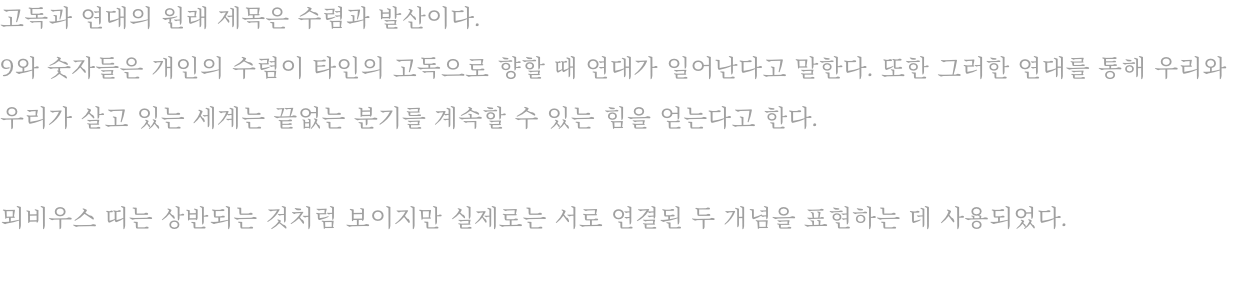 고독과 연대의 원래 제목은 수렴과 발산이다.
9와 숫자들은 개인의 수렴이 타인의 고독으로 향할 때 연대가 일어난다고 말한다. 또한 그러한 연대를 통해 우리와
우리가 살고 있는 세계는 끝없는 분기를 계속할 수 있는 힘을 얻는다고 한다.
뫼비우스 띠는 상반되는 것처럼 보이지만 실제로는 서로 연결된 두 개념을 표현하는 데 사용되었다.